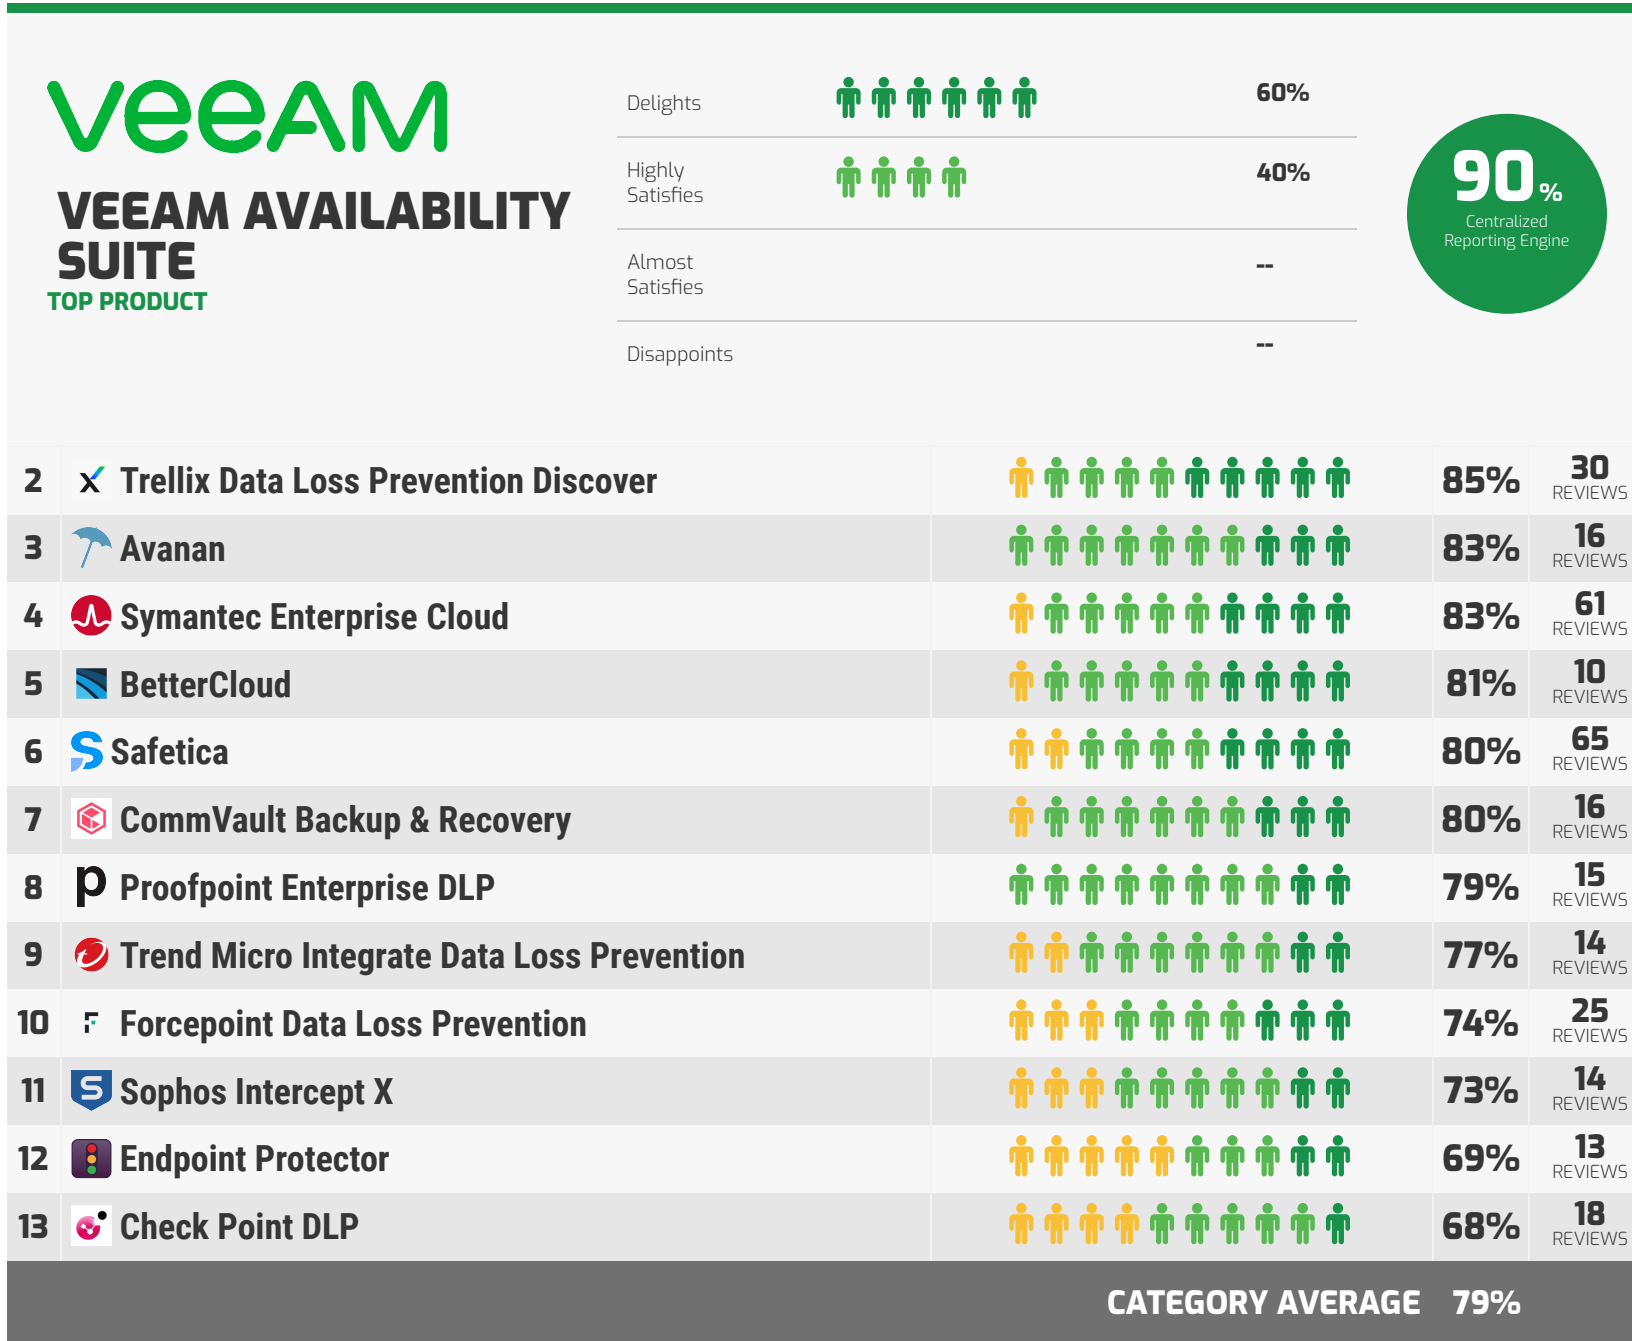 veeAM
VEEAM AVAILABILITY
SUITE
TOP PRODUCT
Delights 60%
Highly
Satisfies 40%
Almost
Satisfies --
Disappoints --
90%
Centralized
Reporting Engine
2 Trellix Data Loss Prevention Discover 85% 30 REVIEWS
3 Avanan 83% 16 REVIEWS
4 Symantec Enterprise Cloud 83% 61 REVIEWS
5 BetterCloud 81% 10 REVIEWS
6 Safetica 80% 65 REVIEWS
7 CommVault Backup & Recovery 80% 16 REVIEWS
8 Proofpoint Enterprise DLP 79% 15 REVIEWS
9 Trend Micro Integrate Data Loss Prevention 77% 14 REVIEWS
10 Forcepoint Data Loss Prevention 74% 25 REVIEWS
11 Sophos Intercept X 73% 14 REVIEWS
12 Endpoint Protector 69% 13 REVIEWS
13 Check Point DLP 68% 18 REVIEWS
CATEGORY AVERAGE 79%